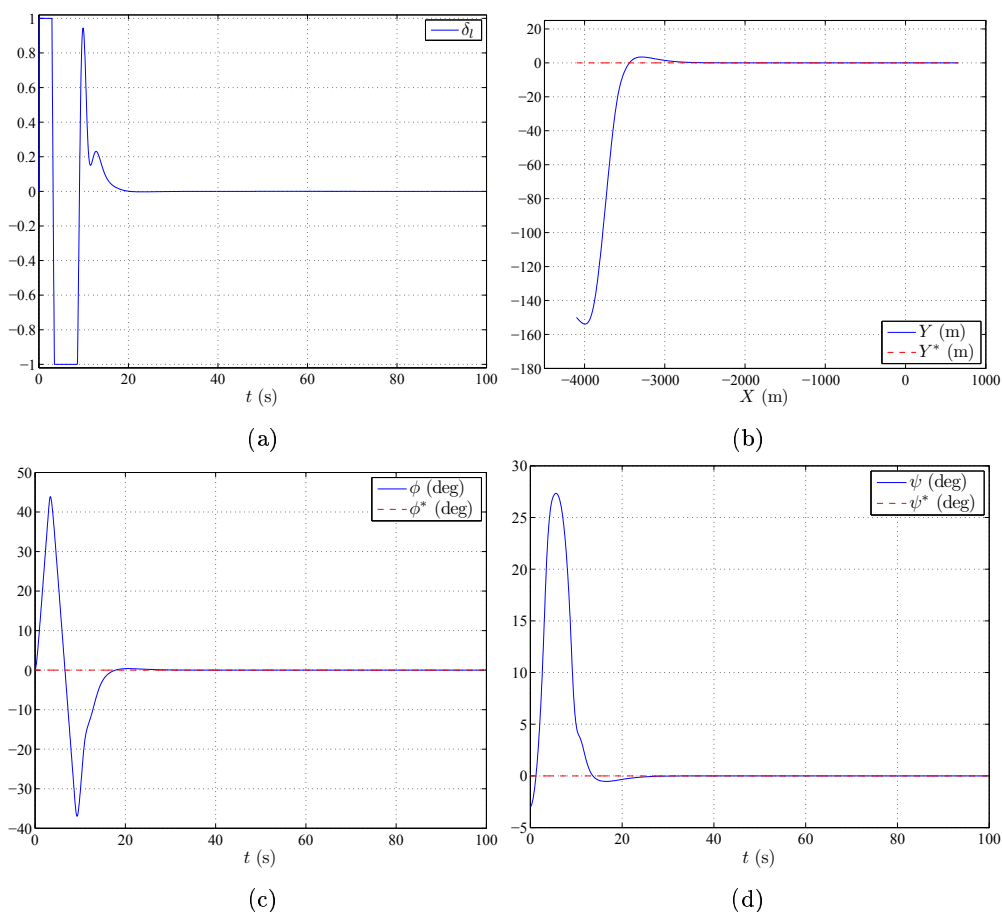 1
0.8
0.6
0.4
0.2
0
−0.2
−0.4
−0.6
−0.8
−1
0 20 40 60 80 100
t (s)
δ_l
(a)
20
0
−20
−40
−60
−80
−100
−120
−140
−160
−180
−4000 −3000 −2000 −1000 0 1000
X (m)
Y (m)
Y* (m)
(b)
50
40
30
20
10
0
−10
−20
−30
−40
0 20 40 60 80 100
t (s)
ϕ (deg)
ϕ* (deg)
(c)
30
25
20
15
10
5
0
−5
0 20 40 60 80 100
t (s)
ψ (deg)
ψ* (deg)
(d)